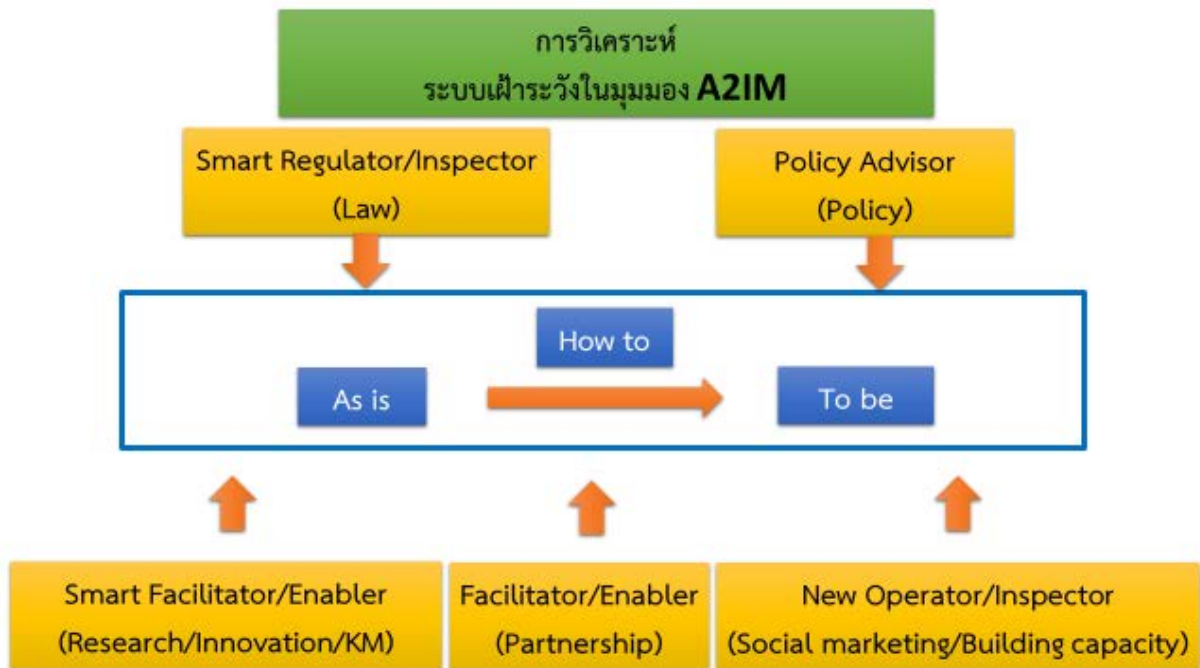 การวิเคราะห์
ระบบเฝ้าระวังในมุมมอง A2IM
Smart Regulator/Inspector
(Law)
Policy Advisor
(Policy)
How to
As is
To be
Smart Facilitator/Enabler
(Research/Innovation/KM)
Facilitator/Enabler
(Partnership)
New Operator/Inspector
(Social marketing/Building capacity)